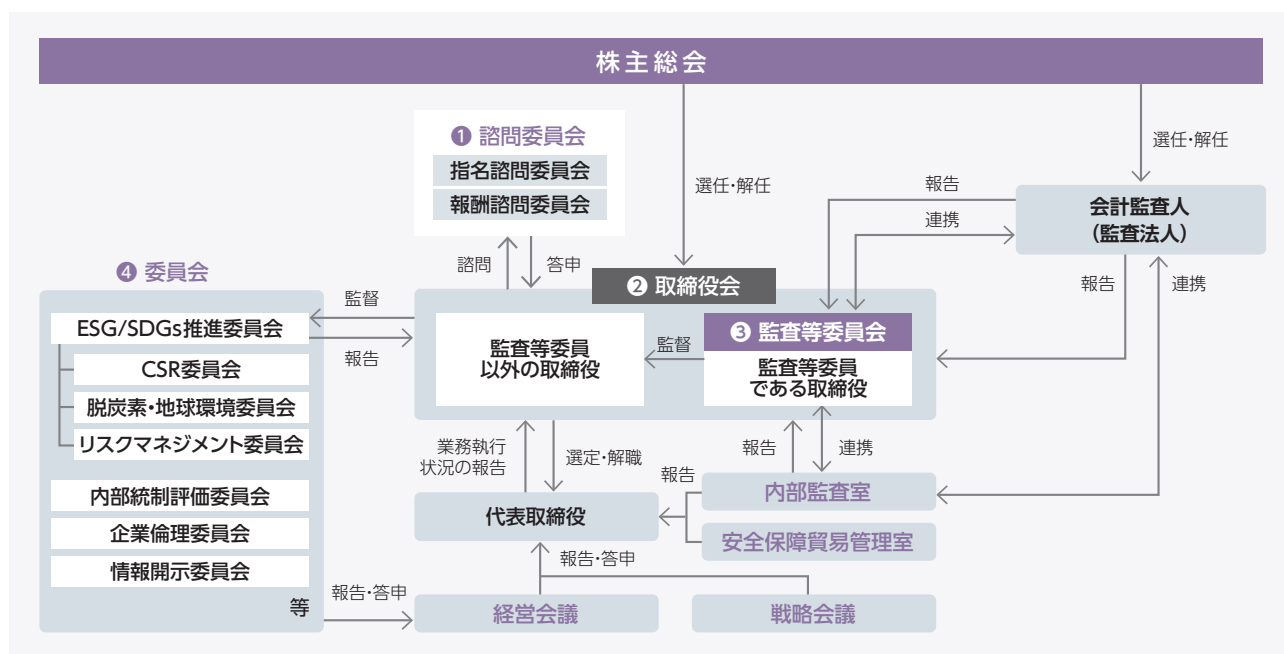 株主総会
❶ 諮問委員会
指名諮問委員会
報酬諮問委員会
選任・解任
選任・解任
報告
連携
会計監査人
（監査法人）
諮問
答申
報告
連携
❹ 委員会
監督
報告
ESG/SDGs推進委員会
CSR委員会
脱炭素・地球環境委員会
リスクマネジメント委員会
内部統制評価委員会
企業倫理委員会
情報開示委員会
等
❷ 取締役会
監査等委員
以外の取締役
監督
❸ 監査等委員会
監査等委員
である取締役
業務執行
状況の報告
選定・解職
報告
連携
報告
代表取締役
内部監査室
安全保障貿易管理室
報告・答申
報告・答申
経営会議
戦略会議